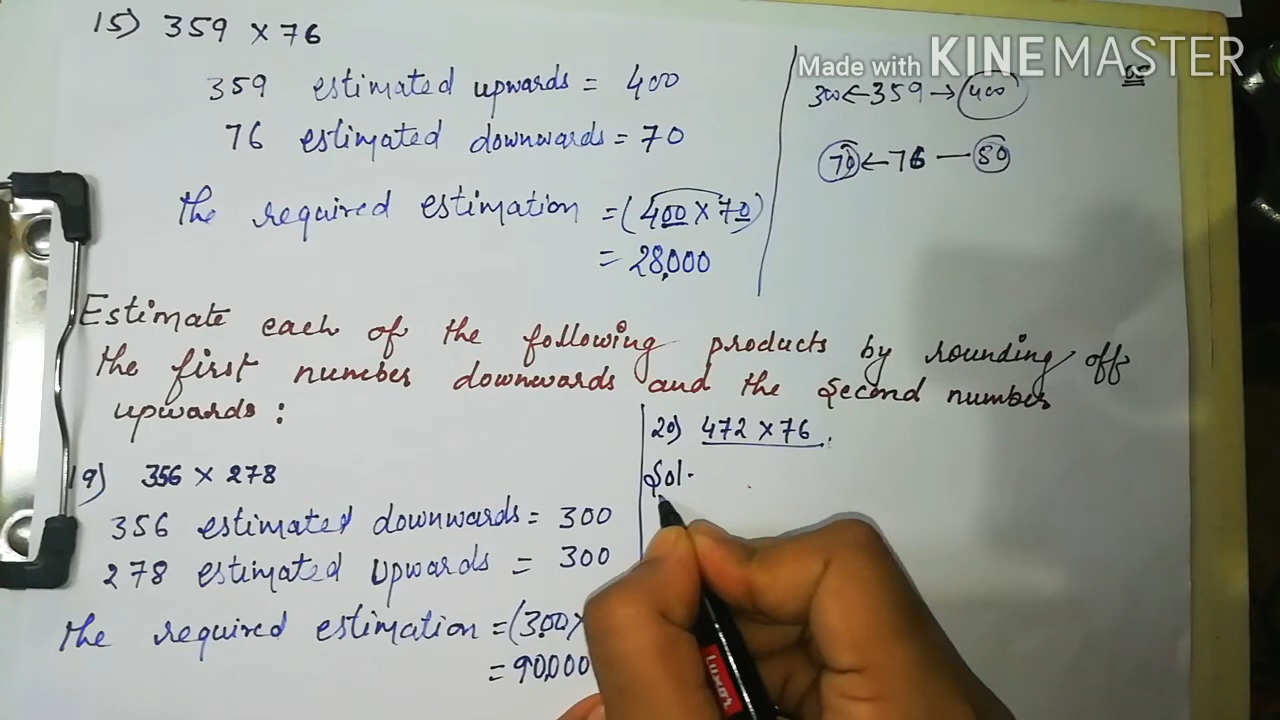 15) 359 × 76
359 estimated upwards = 400
76 estimated downwards = 70
the required estimation = (400 × 70)
= 28,000
Made with KINEMASTER
300 ← 359 → 400
70 ← 76 — 80
Estimate each of the following products by rounding off
the first number downwards and the second number
upwards:
19) 356 × 278
356 estimated downwards = 300
278 estimated upwards = 300
the required estimation = (300 ×
= 90,000
20) 472 × 76.
Sol.
Luxor